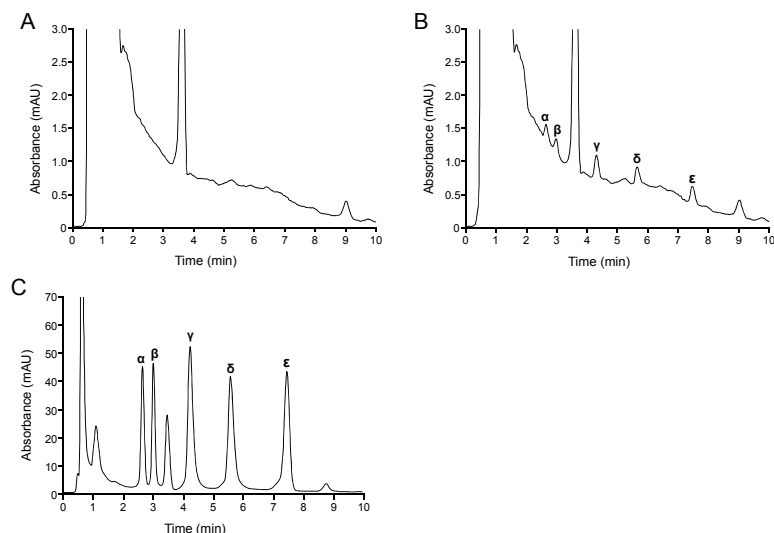 A
3.0
2.5
2.0
1.5
1.0
0.5
0
Absorbance (mAU)
0 1 2 3 4 5 6 7 8 9 10
Time (min)
B
3.0
2.5
2.0
1.5
1.0
0.5
0
Absorbance (mAU)
α
β
γ
δ
ε
0 1 2 3 4 5 6 7 8 9 10
Time (min)
C
70
60
50
40
30
20
10
0
Absorbance (mAU)
α
β
γ
δ
ε
0 1 2 3 4 5 6 7 8 9 10
Time (min)